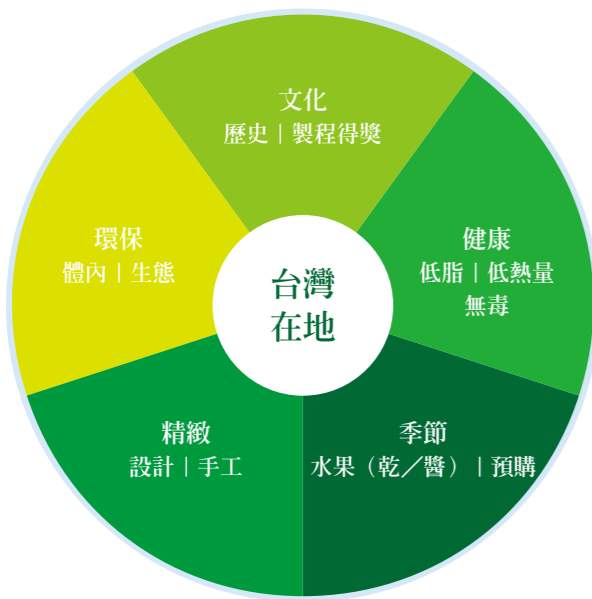 文化
歷史｜製程得獎
環保
體內｜生態
健康
低脂｜低熱量
無毒
台灣
在地
精緻
設計｜手工
季節
水果（乾／醬）｜預購